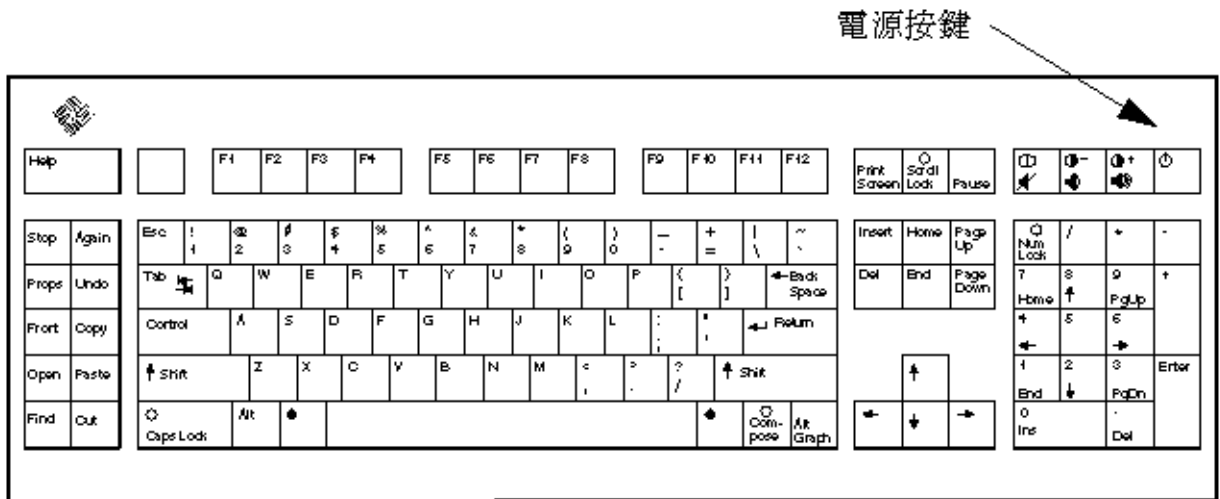 電源按鍵
Help
F1 F2 F3 F4 F5 F6 F7 F8 F9 F10 F11 F12
Print Screen
Scroll Lock
Pause
Stop Again
Esc ! 1 @ 2 # 3 $ 4 % 5 ^ 6 & 7 * 8 ( 9 ) 0 _ - + = | \ ~ `
Insert Home Page Up
Num Lock / * -
Props Undo
Tab Q W E R T Y U I O P { [ } ] Back Space
Del End Page Down
7 Home 8 9 PgUp +
Front Copy
Control A S D F G H J K L : ; " ' Return
4 5 6
Open Paste
Shift Z X C V B N M < , > . ? / Shift
1 End 2 3 PgDn Enter
Find Cut
Caps Lock Alt Compose Alt Graph
0 Ins . Del